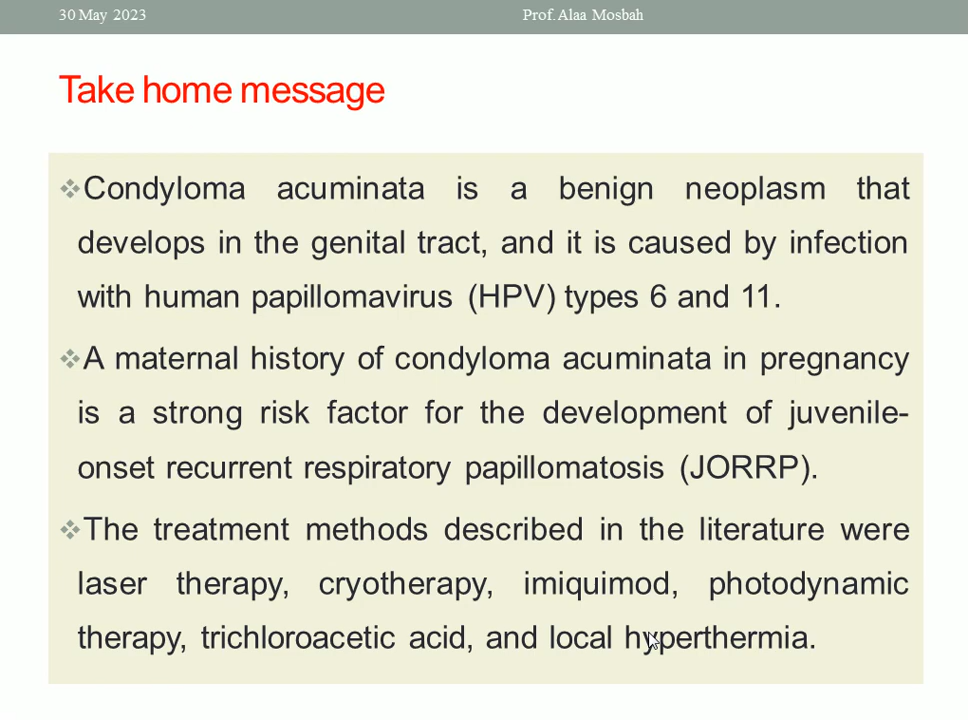 30 May 2023 Prof. Alaa Mosbah
Take home message
❖Condyloma acuminata is a benign neoplasm that
develops in the genital tract, and it is caused by infection
with human papillomavirus (HPV) types 6 and 11.
❖A maternal history of condyloma acuminata in pregnancy
is a strong risk factor for the development of juvenile-
onset recurrent respiratory papillomatosis (JORRP).
❖The treatment methods described in the literature were
laser therapy, cryotherapy, imiquimod, photodynamic
therapy, trichloroacetic acid, and local hyperthermia.